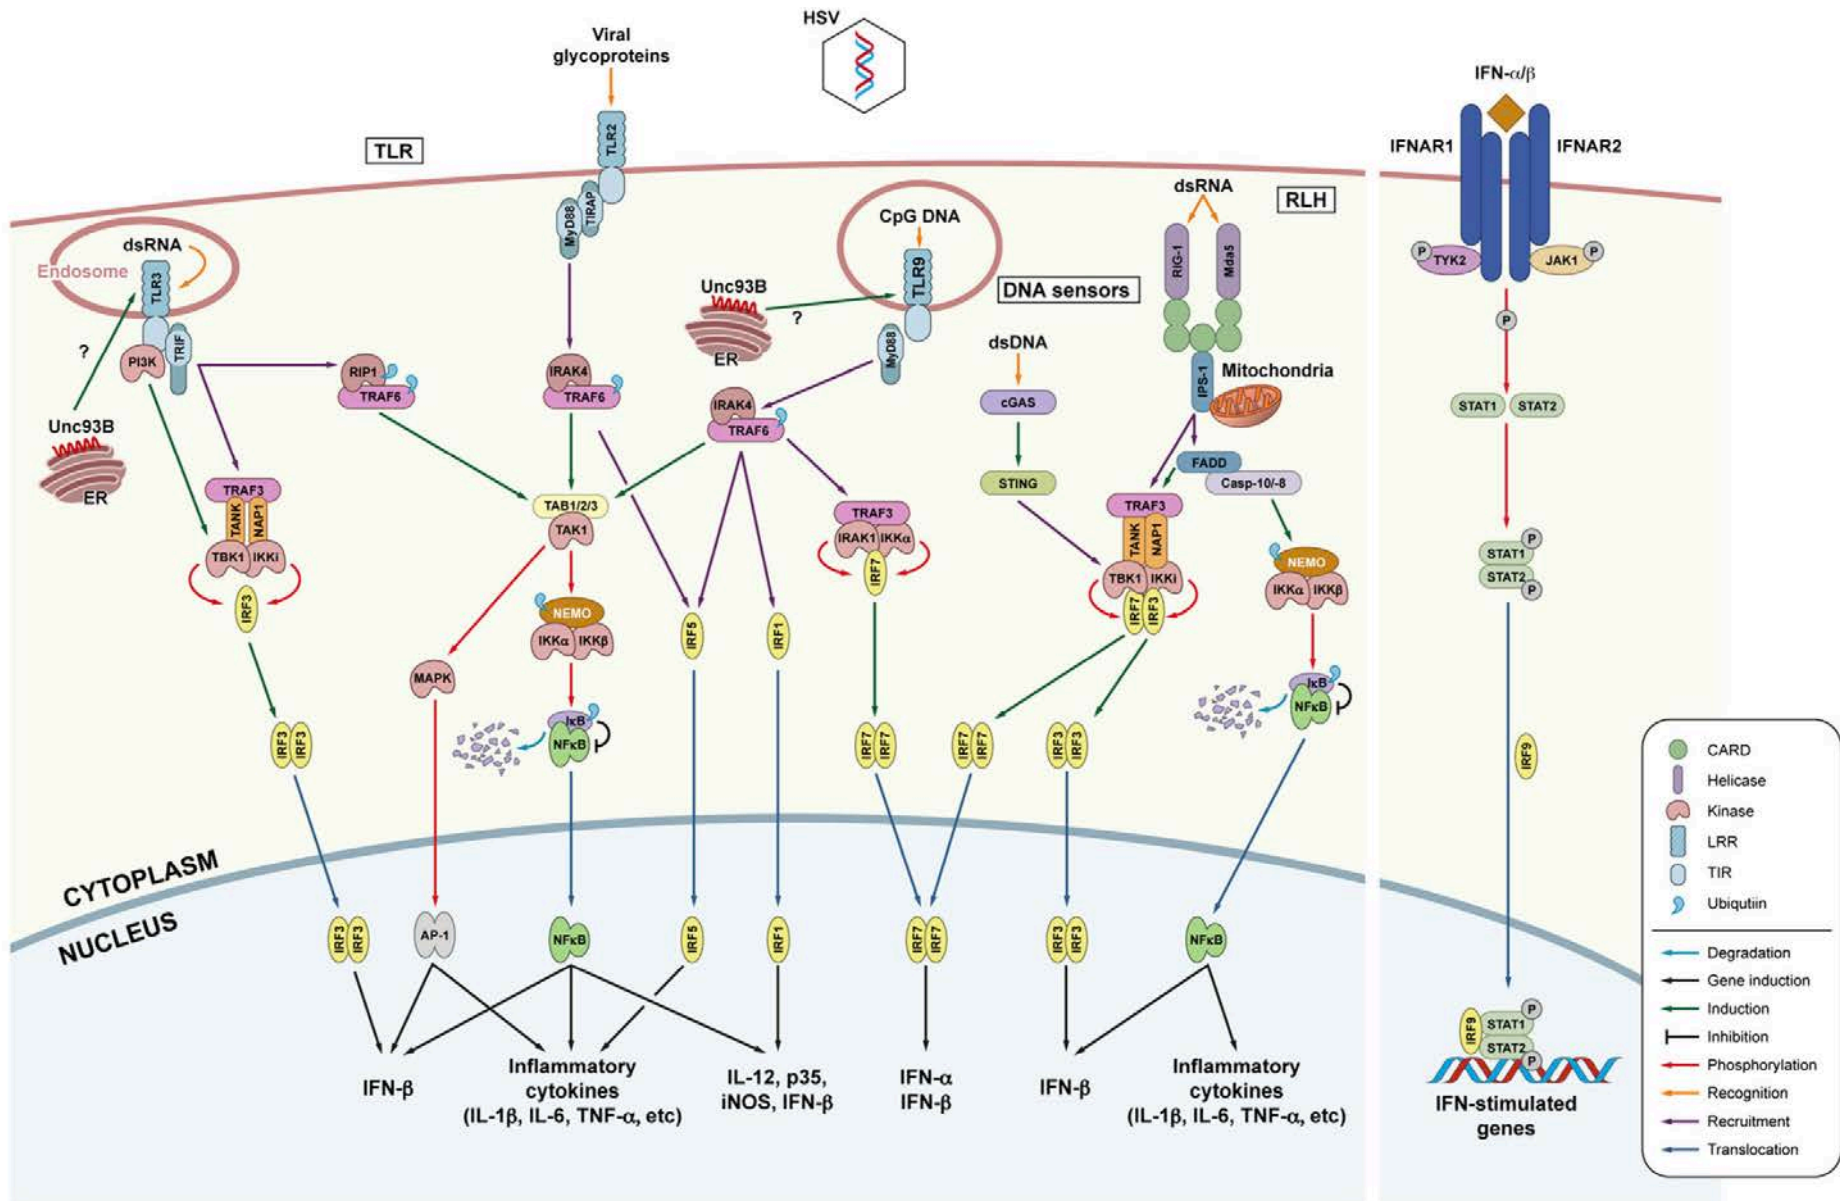 HSV
Viral
glycoproteins
TLR2
TIRAP
MyD88
TLR
IFN-α/β
IFNAR1
IFNAR2
P
TYK2
JAK1
P
P
STAT1
STAT2
STAT1
P
STAT2
P
IRF9
IRF9
STAT1
P
STAT2
P
IFN-stimulated
genes
dsRNA
Endosome
TLR3
TRIF
PI3K
?
Unc93B
ER
RIP1
TRAF6
TRAF3
TANK
NAP1
TBK1
IKKi
IRF3
IRF3
IRF3
IRF3
IRF3
IRAK4
TRAF6
TAB1/2/3
TAK1
NEMO
IKKα
IKKβ
MAPK
IκB
NFκB
AP-1
NFκB
CpG DNA
TLR9
MyD88
Unc93B
?
ER
IRAK4
TRAF6
IRF5
IRF1
IRF5
IRF1
TRAF3
IRAK1
IKKα
IRF7
IRF7
IRF7
IRF7
IRF7
IRF7
IRF7
DNA sensors
dsDNA
cGAS
STING
RLH
dsRNA
RIG-1
Mda5
IPS-1
Mitochondria
FADD
Casp-10/-8
TRAF3
TANK
NAP1
TBK1
IKKi
IRF7
IRF3
IRF3
IRF3
IRF3
IRF3
NEMO
IKKα
IKKβ
IκB
NFκB
NFκB
CYTOPLASM
NUCLEUS
IFN-β
Inflammatory
cytokines
(IL-1β, IL-6, TNF-α, etc)
IL-12, p35,
iNOS, IFN-β
IFN-α
IFN-β
IFN-β
Inflammatory
cytokines
(IL-1β, IL-6, TNF-α, etc)
CARD
Helicase
Kinase
LRR
TIR
Ubiqutiin
Degradation
Gene induction
Induction
Inhibition
Phosphorylation
Recognition
Recruitment
Translocation